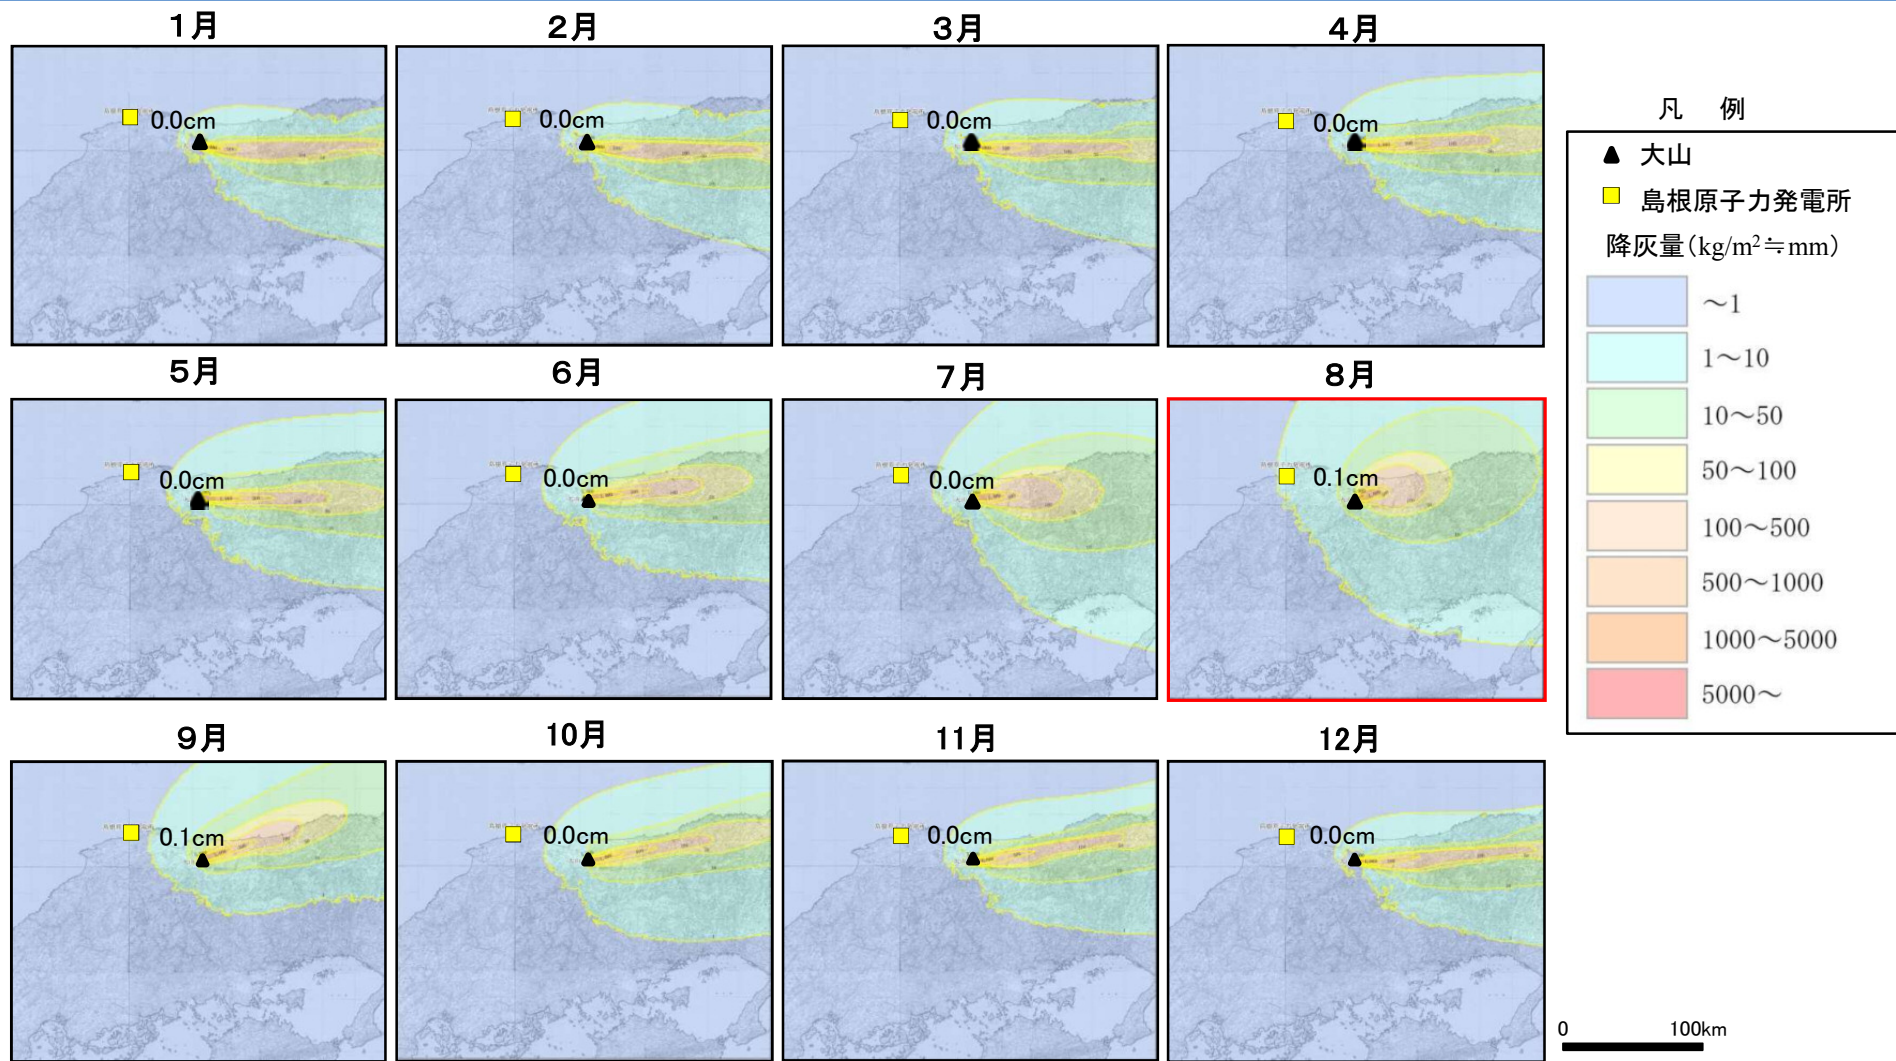 1月
2月
3月
4月
0.0cm
0.0cm
0.0cm
0.0cm
5月
6月
7月
8月
0.0cm
0.0cm
0.0cm
0.1cm
9月
10月
11月
12月
0.1cm
0.0cm
0.0cm
0.0cm
凡 例
大山
島根原子力発電所
降灰量(kg/m²≒mm)
～1
1～10
10～50
50～100
100～500
500～1000
1000～5000
5000～
0 100km